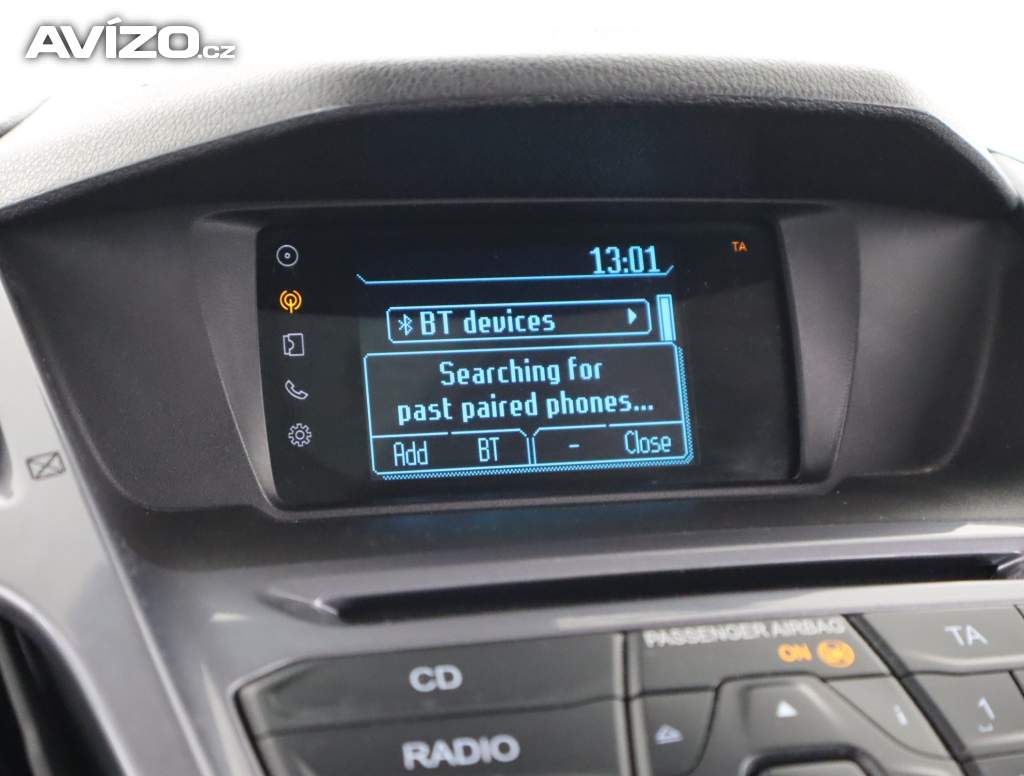 AVÍZO.cz
13:01
TA
BT devices
Searching for
past paired phones...
Add BT - Close
PASSENGER AIRBAG
ON
CD
TA
i
1
RADIO